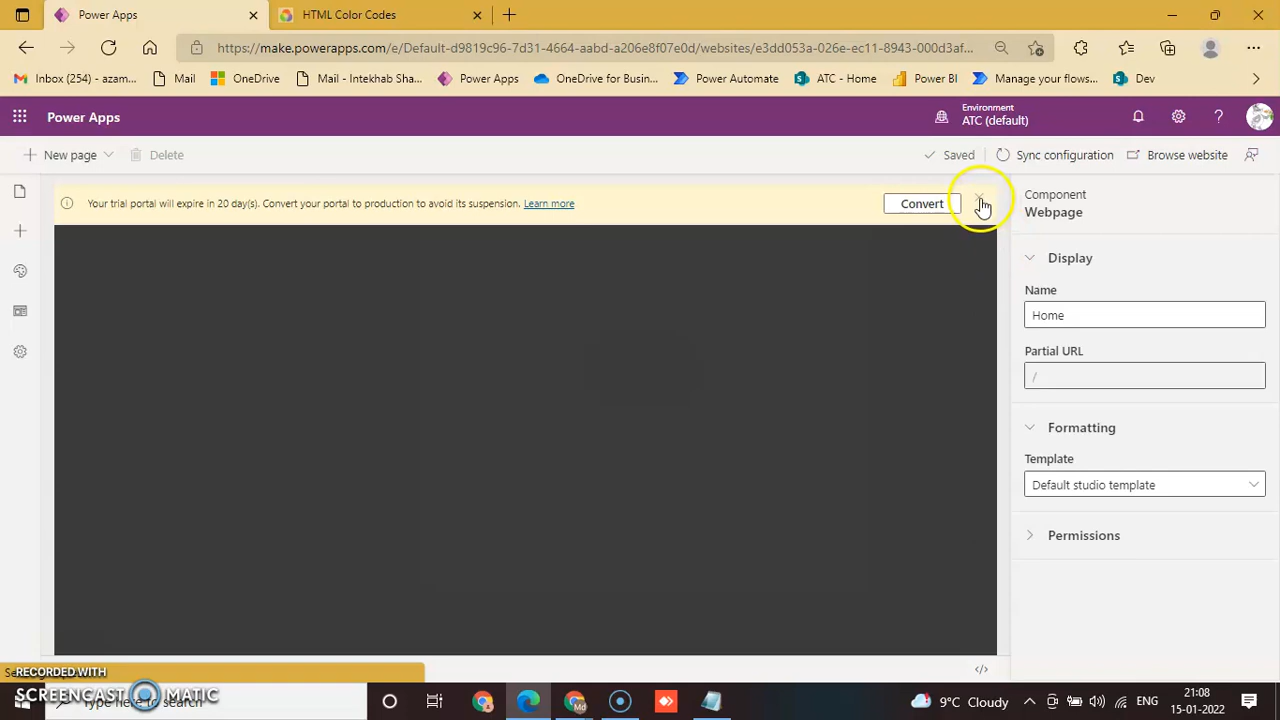 Power Apps
HTML Color Codes
https://make.powerapps.com/e/Default-d9819c96-7d31-4664-aabd-a206e8f07e0d/websites/e3dd053a-026e-ec11-8943-000d3af...
Inbox (254) - azam...
Mail
OneDrive
Mail - Intekhab Sha...
Power Apps
OneDrive for Busin...
Power Automate
ATC - Home
Power BI
Manage your flows...
Dev
Power Apps
Environment
ATC (default)
New page
Delete
Saved
Sync configuration
Browse website
Your trial portal will expire in 20 day(s). Convert your portal to production to avoid its suspension. Learn more
Convert
Component
Webpage
Display
Name
Home
Partial URL
/
Formatting
Template
Default studio template
Permissions
</>
RECORDED WITH
SCREENCAST MATIC
Type here to search
9°C Cloudy
ENG
21:08
15-01-2022